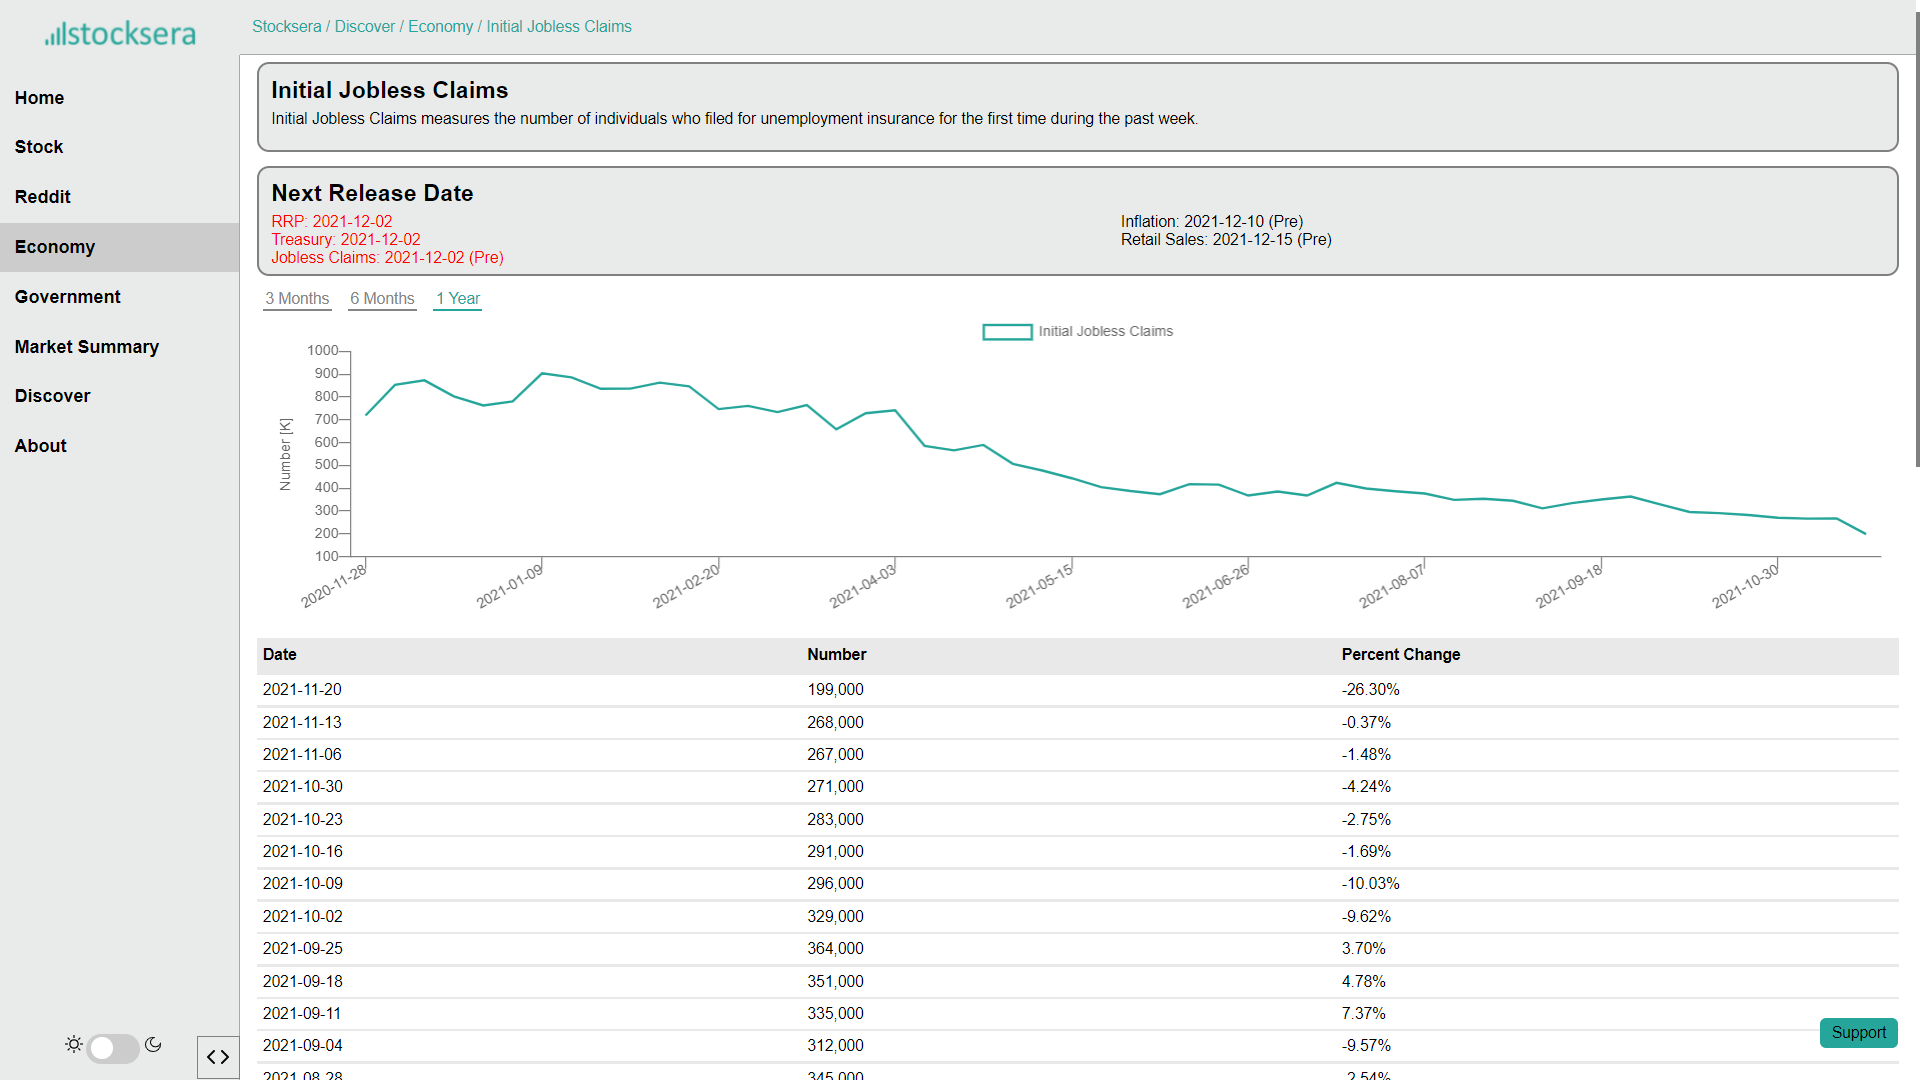 stocksera
Stocksera / Discover / Economy / Initial Jobless Claims
Home
Stock
Reddit
Economy
Government
Market Summary
Discover
About
Initial Jobless Claims
Initial Jobless Claims measures the number of individuals who filed for unemployment insurance for the first time during the past week.
Next Release Date
RRP: 2021-12-02
Treasury: 2021-12-02
Jobless Claims: 2021-12-02 (Pre)
Inflation: 2021-12-10 (Pre)
Retail Sales: 2021-12-15 (Pre)
3 Months 6 Months 1 Year
Initial Jobless Claims
Number [K]
1000
900
800
700
600
500
400
300
200
100
2020-11-28 2021-01-09 2021-02-20 2021-04-03 2021-05-15 2021-06-26 2021-08-07 2021-09-18 2021-10-30
Date Number Percent Change
2021-11-20 199,000 -26.30%
2021-11-13 268,000 -0.37%
2021-11-06 267,000 -1.48%
2021-10-30 271,000 -4.24%
2021-10-23 283,000 -2.75%
2021-10-16 291,000 -1.69%
2021-10-09 296,000 -10.03%
2021-10-02 329,000 -9.62%
2021-09-25 364,000 3.70%
2021-09-18 351,000 4.78%
2021-09-11 335,000 7.37%
2021-09-04 312,000 -9.57%
2021-08-28 345,000 -2.54%
Support